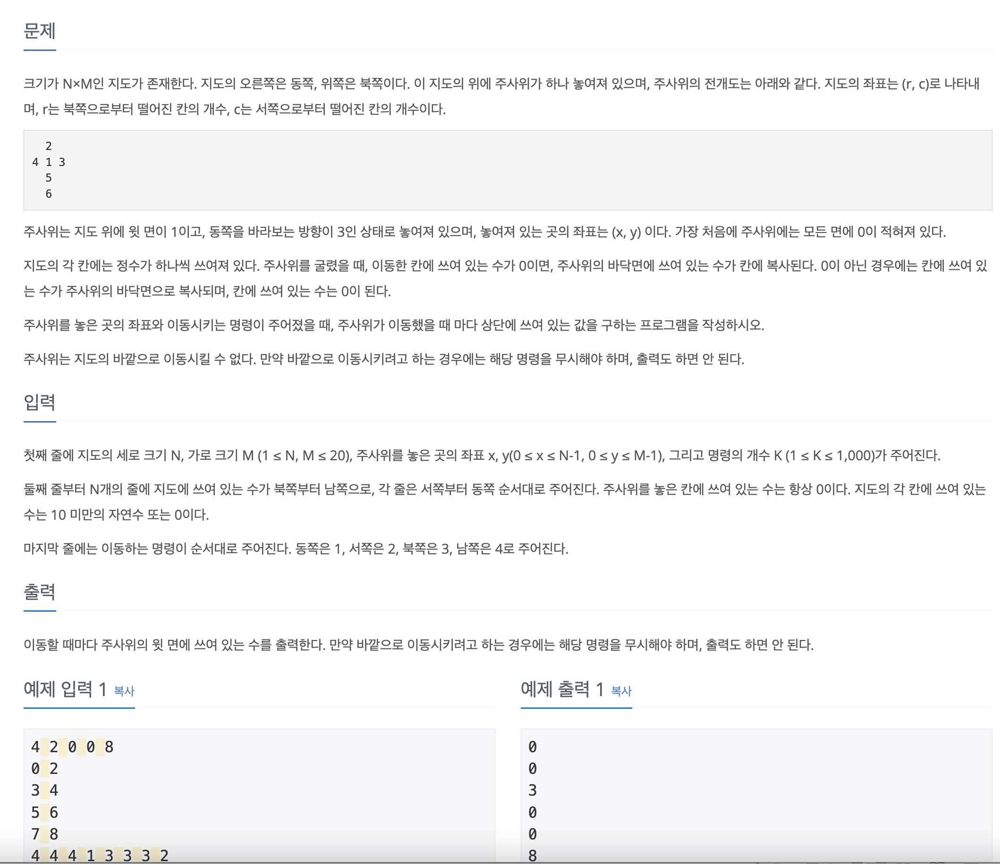 문제
크기가 N×M인 지도가 존재한다. 지도의 오른쪽은 동쪽, 위쪽은 북쪽이다. 이 지도의 위에 주사위가 하나 놓여져 있으며, 주사위의 전개도는 아래와 같다. 지도의 좌표는 (r, c)로 나타내
며, r는 북쪽으로부터 떨어진 칸의 개수, c는 서쪽으로부터 떨어진 칸의 개수이다.
2
4 1 3
5
6
주사위는 지도 위에 윗 면이 1이고, 동쪽을 바라보는 방향이 3인 상태로 놓여져 있으며, 놓여져 있는 곳의 좌표는 (x, y) 이다. 가장 처음에 주사위에는 모든 면에 0이 적혀져 있다.
지도의 각 칸에는 정수가 하나씩 쓰여져 있다. 주사위를 굴렸을 때, 이동한 칸에 쓰여 있는 수가 0이면, 주사위의 바닥면에 쓰여 있는 수가 칸에 복사된다. 0이 아닌 경우에는 칸에 쓰여 있
는 수가 주사위의 바닥면으로 복사되며, 칸에 쓰여 있는 수는 0이 된다.
주사위를 놓은 곳의 좌표와 이동시키는 명령이 주어졌을 때, 주사위가 이동했을 때 마다 상단에 쓰여 있는 값을 구하는 프로그램을 작성하시오.
주사위는 지도의 바깥으로 이동시킬 수 없다. 만약 바깥으로 이동시키려고 하는 경우에는 해당 명령을 무시해야 하며, 출력도 하면 안 된다.
입력
첫째 줄에 지도의 세로 크기 N, 가로 크기 M (1 ≤ N, M ≤ 20), 주사위를 놓은 곳의 좌표 x, y(0 ≤ x ≤ N-1, 0 ≤ y ≤ M-1), 그리고 명령의 개수 K (1 ≤ K ≤ 1,000)가 주어진다.
둘째 줄부터 N개의 줄에 지도에 쓰여 있는 수가 북쪽부터 남쪽으로, 각 줄은 서쪽부터 동쪽 순서대로 주어진다. 주사위를 놓은 칸에 쓰여 있는 수는 항상 0이다. 지도의 각 칸에 쓰여 있는
수는 10 미만의 자연수 또는 0이다.
마지막 줄에는 이동하는 명령이 순서대로 주어진다. 동쪽은 1, 서쪽은 2, 북쪽은 3, 남쪽은 4로 주어진다.
출력
이동할 때마다 주사위의 윗 면에 쓰여 있는 수를 출력한다. 만약 바깥으로 이동시키려고 하는 경우에는 해당 명령을 무시해야 하며, 출력도 하면 안 된다.
예제 입력 1 복사
4 2 0 0 8
0 2
3 4
5 6
7 8
4 4 4 1 3 3 3 2
예제 출력 1 복사
0
0
3
0
0
8